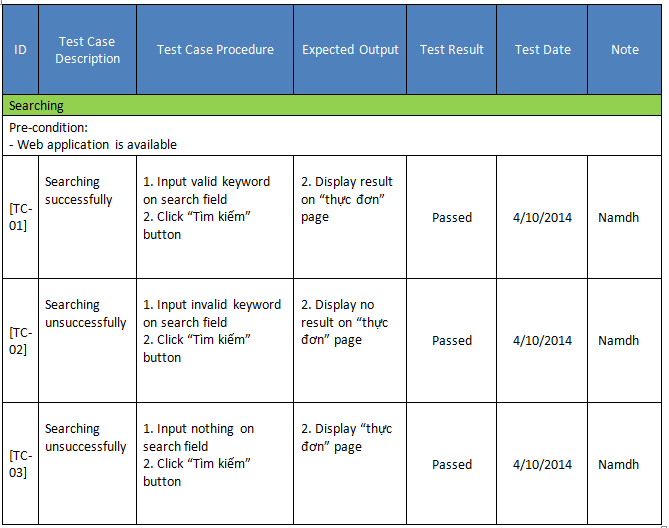 ID
Test Case
Description
Test Case Procedure
Expected Output
Test Result
Test Date
Note
Searching
Pre-condition:
- Web application is available
[TC-
01]
Searching
successfully
1. Input valid keyword
on search field
2. Click “Tìm kiếm”
button
2. Display result
on “thực đơn”
page
Passed
4/10/2014
Namdh
[TC-
02]
Searching
unsuccessfully
1. Input invalid keyword
on search field
2. Click “Tìm kiếm”
button
2. Display no
result on “thực
đơn” page
Passed
4/10/2014
Namdh
[TC-
03]
Searching
unsuccessfully
1. Input nothing on
search field
2. Click “Tìm kiếm”
button
2. Display “thực
đơn” page
Passed
4/10/2014
Namdh